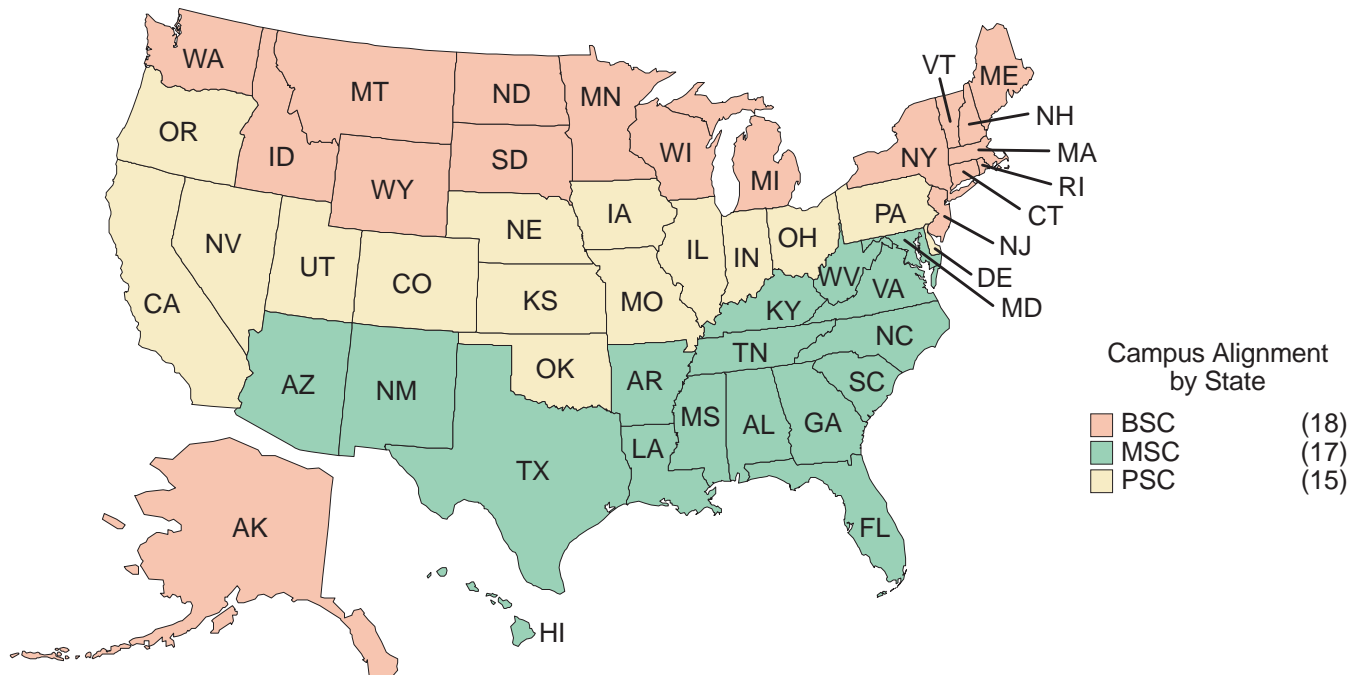 WA
MT
ND
MN
VT
ME
OR
ID
SD
WI
NH
WY
MI
NY
MA
RI
CT
NV
NE
IA
PA
NJ
UT
CO
IL
IN
OH
DE
CA
KS
MO
WV
VA
MD
KY
NC
AZ
NM
OK
AR
TN
SC
MS
AL
GA
TX
LA
FL
AK
HI
Campus Alignment
by State
BSC (18)
MSC (17)
PSC (15)